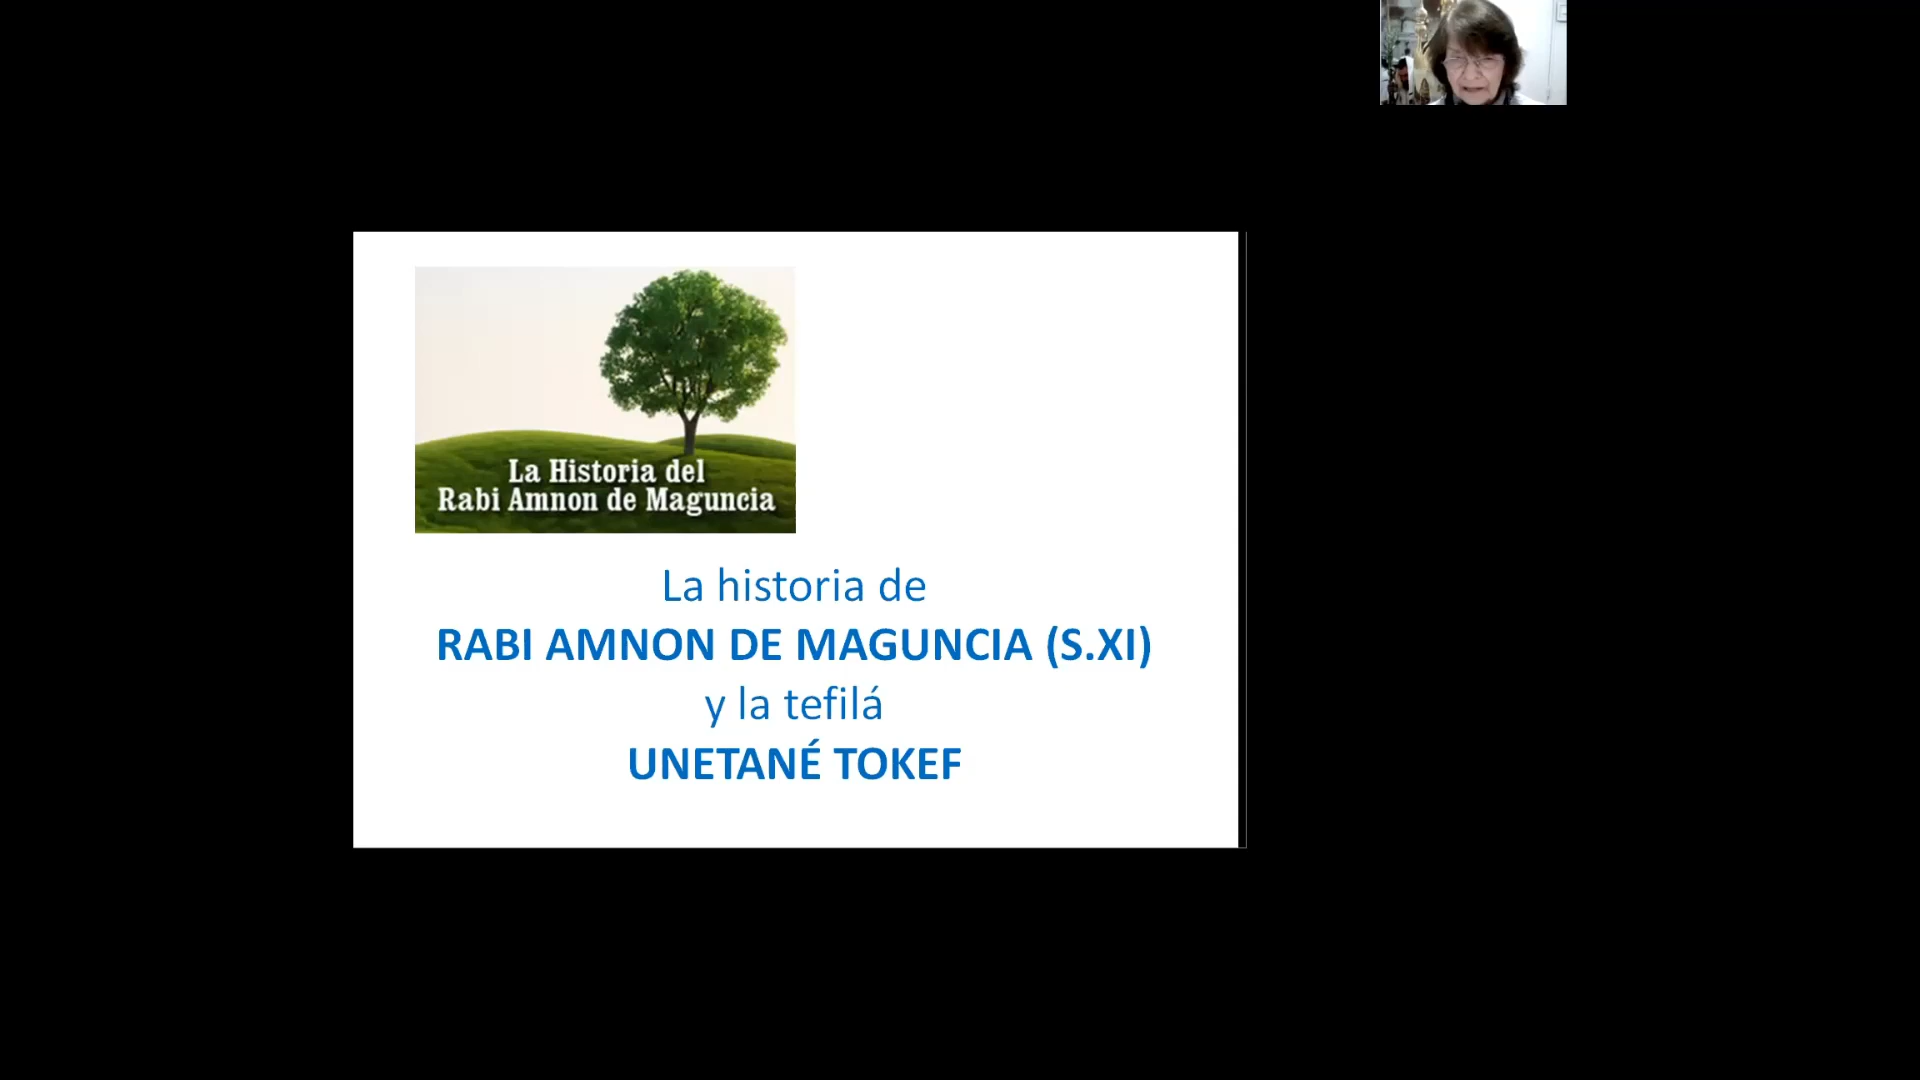 La Historia del
Rabi Amnon de Maguncia
La historia de
RABI AMNON DE MAGUNCIA (S.XI)
y la tefilá
UNETANÉ TOKEF